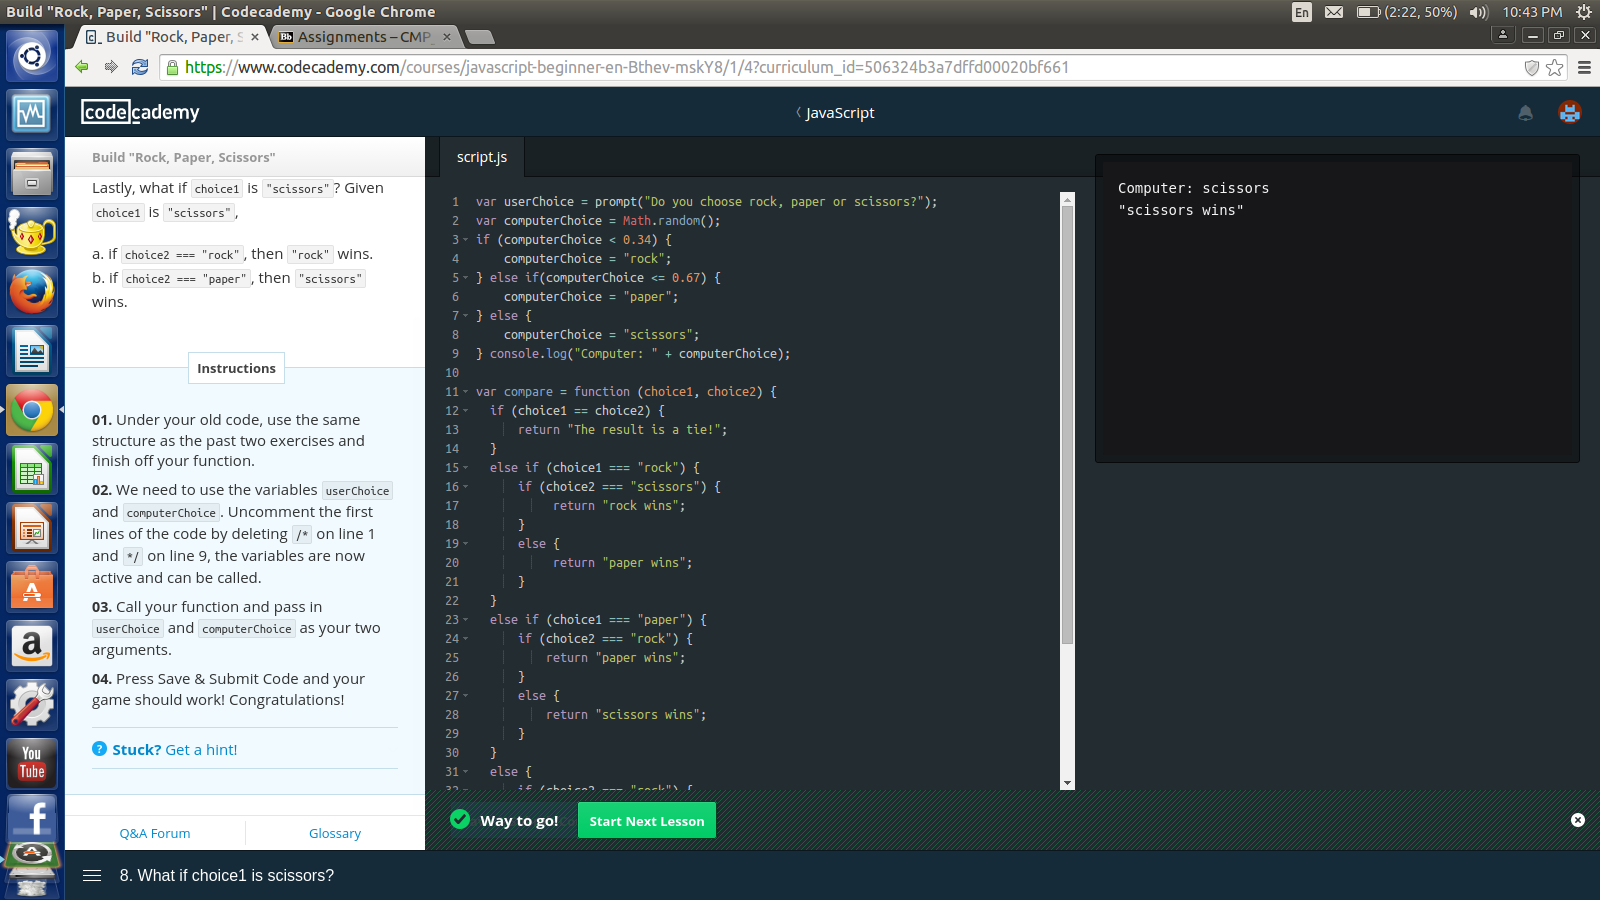 Build "Rock, Paper, Scissors" | Codecademy - Google Chrome
En
(2:22, 50%)
10:43 PM
Build "Rock, Paper, S
Bb Assignments – CMP
https://www.codecademy.com/courses/javascript-beginner-en-Bthev-mskY8/1/4?curriculum_id=506324b3a7dffd00020bf661
codecademy
JavaScript
Build "Rock, Paper, Scissors"
Lastly, what if choice1 is "scissors"? Given
choice1 is "scissors",
a. if choice2 === "rock", then "rock" wins.
b. if choice2 === "paper", then "scissors"
wins.
Instructions
01. Under your old code, use the same
structure as the past two exercises and
finish off your function.
02. We need to use the variables userChoice
and computerChoice. Uncomment the first
lines of the code by deleting /* on line 1
and */ on line 9, the variables are now
active and can be called.
03. Call your function and pass in
userChoice and computerChoice as your two
arguments.
04. Press Save & Submit Code and your
game should work! Congratulations!
? Stuck? Get a hint!
Q&A Forum
Glossary
script.js
1 var userChoice = prompt("Do you choose rock, paper or scissors?");
2 var computerChoice = Math.random();
3 if (computerChoice < 0.34) {
4 computerChoice = "rock";
5 } else if(computerChoice <= 0.67) {
6 computerChoice = "paper";
7 } else {
8 computerChoice = "scissors";
9 } console.log("Computer: " + computerChoice);
10
11 var compare = function (choice1, choice2) {
12 if (choice1 == choice2) {
13 return "The result is a tie!";
14 }
15 else if (choice1 === "rock") {
16 if (choice2 === "scissors") {
17 return "rock wins";
18 }
19 else {
20 return "paper wins";
21 }
22 }
23 else if (choice1 === "paper") {
24 if (choice2 === "rock") {
25 return "paper wins";
26 }
27 else {
28 return "scissors wins";
29 }
30 }
31 else {
32 if (choice2 === "rock") {
Computer: scissors
"scissors wins"
Way to go!
Start Next Lesson
8. What if choice1 is scissors?
a
You
Tube
f